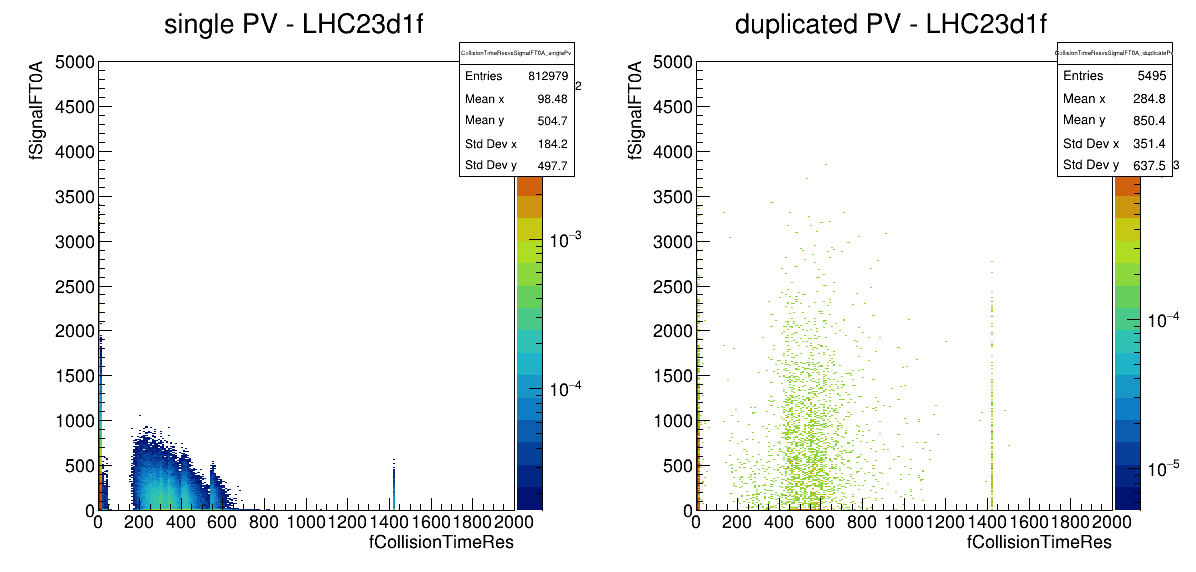 single PV - LHC23d1f
fSignalFT0A
5000
4500
4000
3500
3000
2500
2000
1500
1000
500
0
0 200 400 600 800 1000 1200 1400 1600 1800 2000
fCollisionTimeRes
CollisionTimeResvsSignalFT0A_singlePv
Entries 812979
Mean x 98.48
Mean y 504.7
Std Dev x 184.2
Std Dev y 497.7
2
10−3
10−4
duplicated PV - LHC23d1f
fSignalFT0A
5000
4500
4000
3500
3000
2500
2000
1500
1000
500
0
0 200 400 600 800 1000 1200 1400 1600 1800 2000
fCollisionTimeRes
CollisionTimeResvsSignalFT0A_duplicatePv
Entries 5495
Mean x 284.8
Mean y 850.4
Std Dev x 351.4
Std Dev y 637.5
3
10−4
10−5